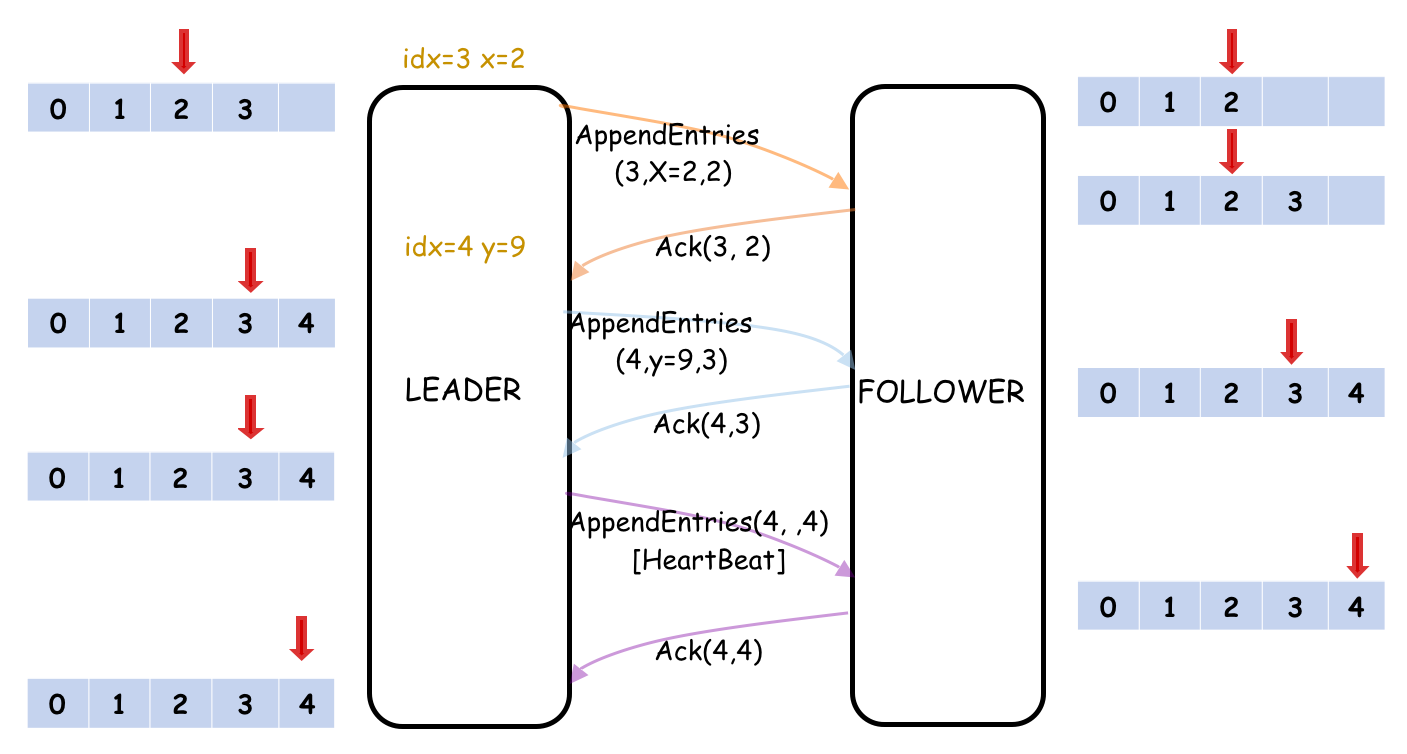 idx=3 x=2
0 1 2 3
0 1 2
AppendEntries
(3,X=2,2)
0 1 2 3
idx=4 y=9
Ack(3, 2)
0 1 2 3 4
AppendEntries
(4,y=9,3)
LEADER
FOLLOWER
0 1 2 3 4
Ack(4,3)
0 1 2 3 4
AppendEntries(4, ,4)
[HeartBeat]
0 1 2 3 4
Ack(4,4)
0 1 2 3 4